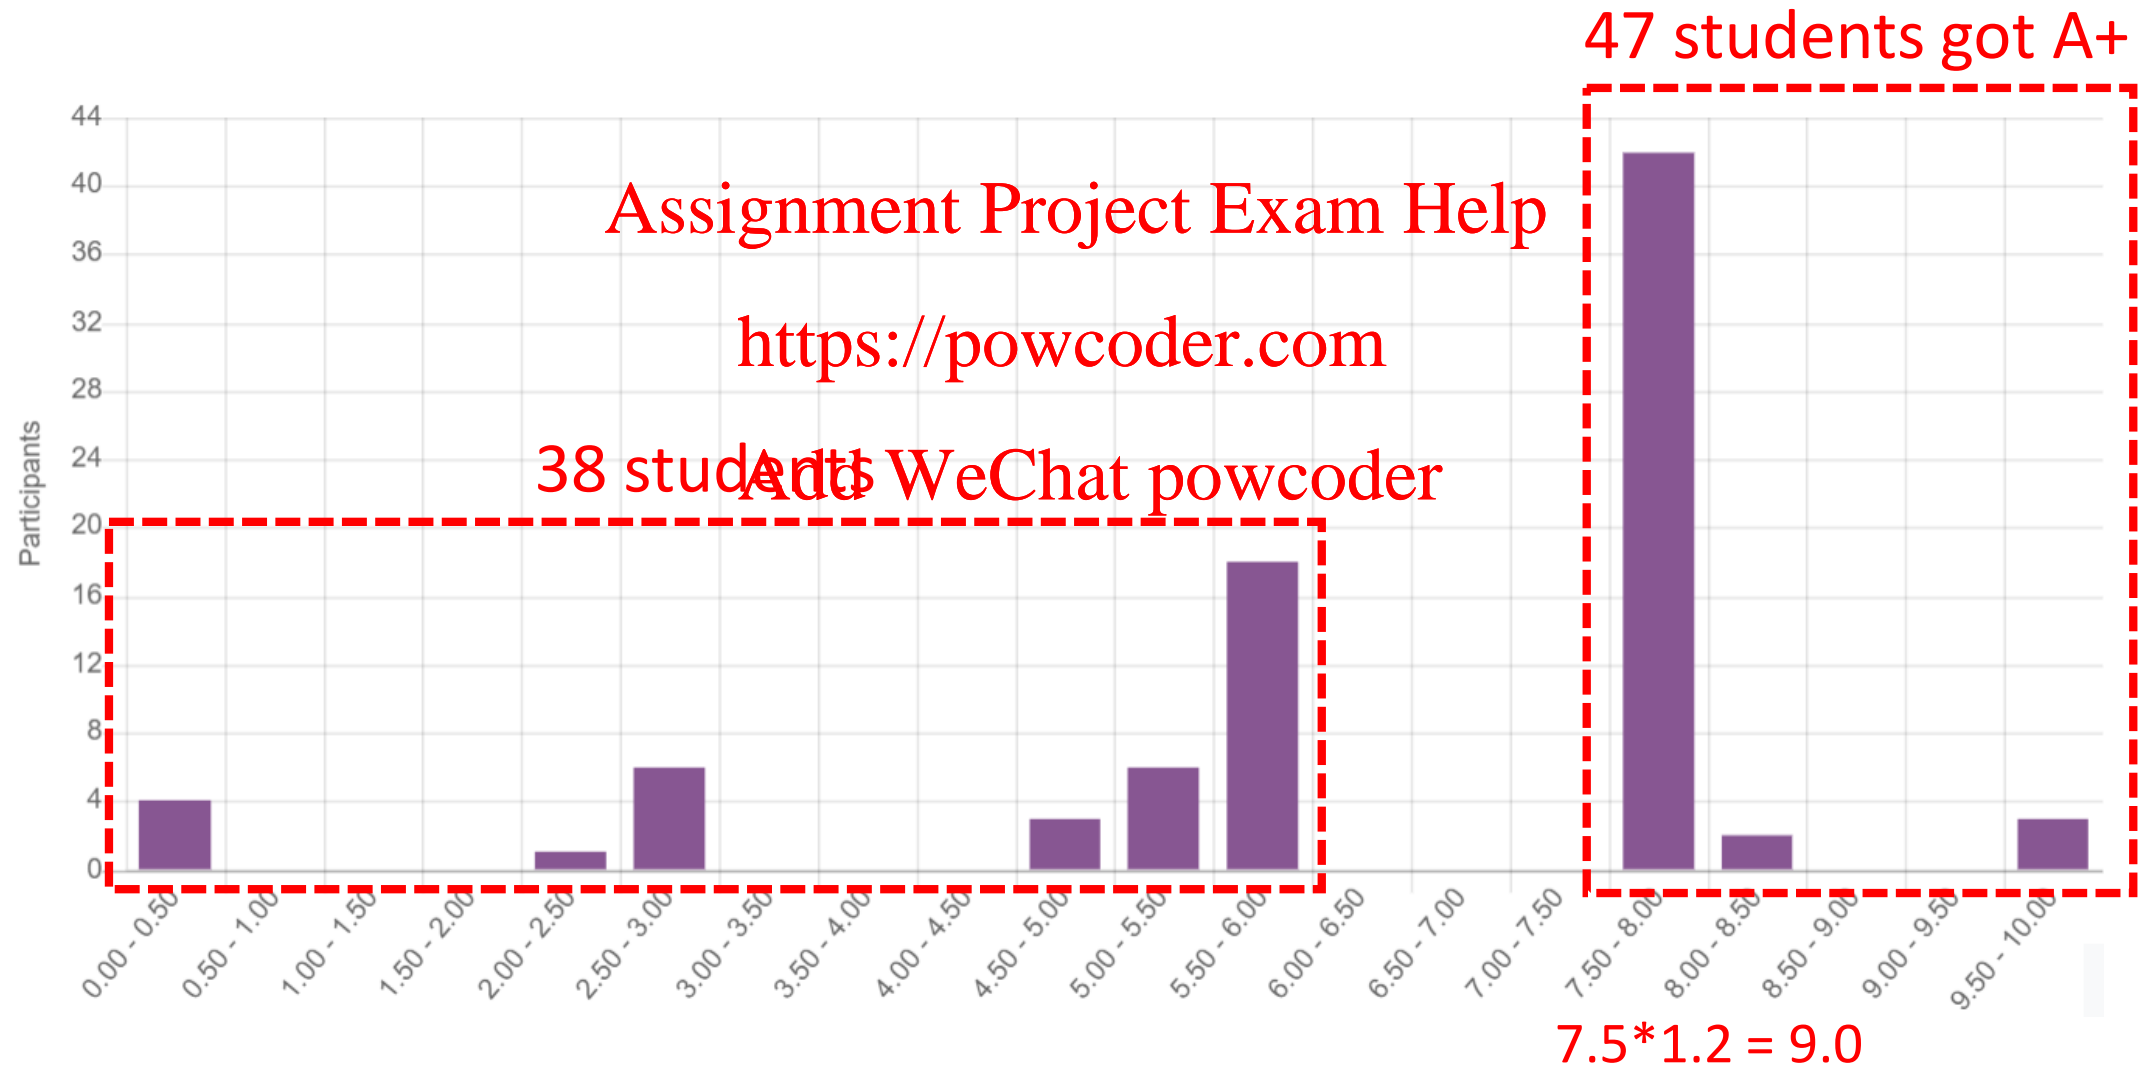 47 students got A+
44
40
Assignment Project Exam Help
36
32
https://powcoder.com
28
24
38 students
Add WeChat powcoder
Participants
20
16
12
8
4
0
0.00 - 0.50
0.50 - 1.00
1.00 - 1.50
1.50 - 2.00
2.00 - 2.50
2.50 - 3.00
3.00 - 3.50
3.50 - 4.00
4.00 - 4.50
4.50 - 5.00
5.00 - 5.50
5.50 - 6.00
6.00 - 6.50
6.50 - 7.00
7.00 - 7.50
7.50 - 8.00
8.00 - 8.50
8.50 - 9.00
9.00 - 9.50
9.50 - 10.00
7.5*1.2 = 9.0